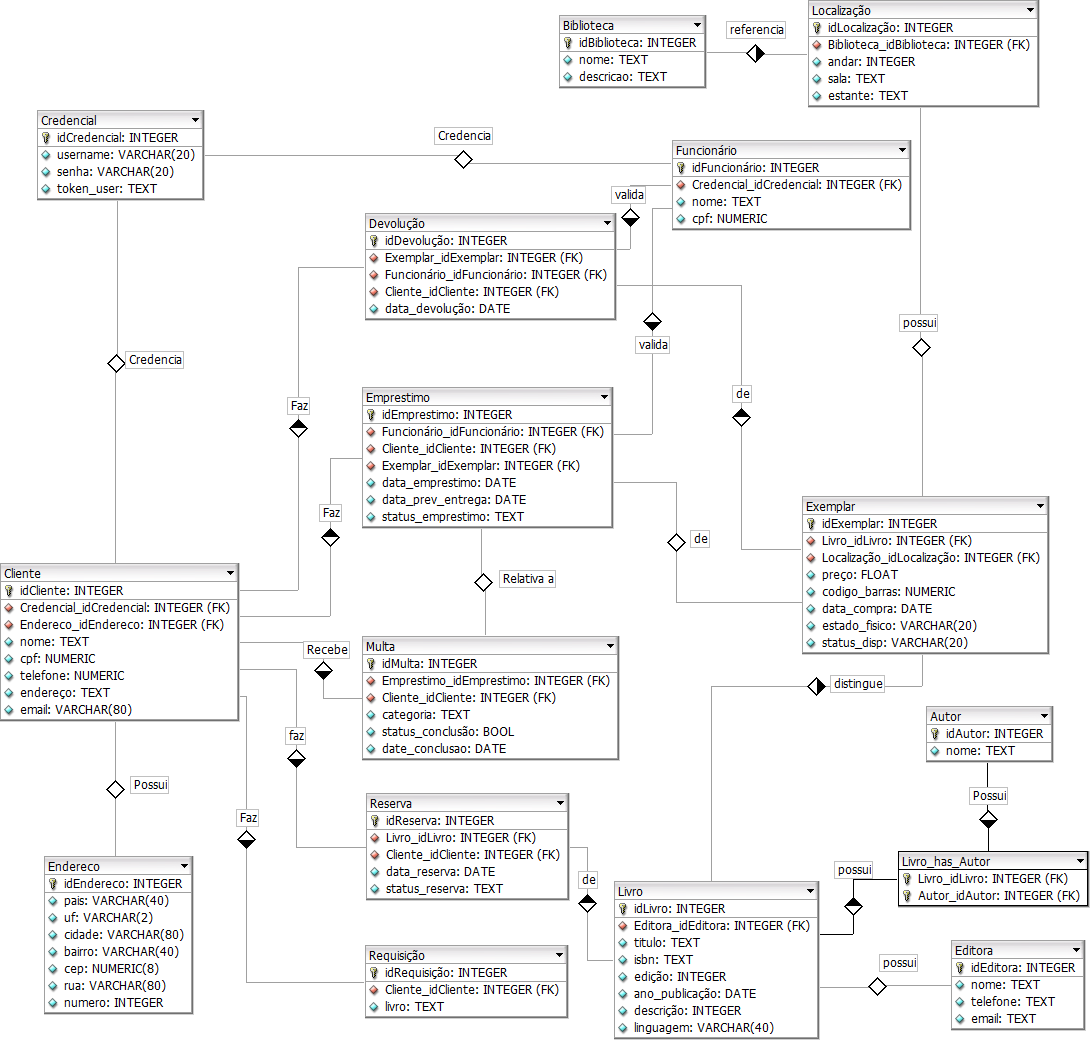 Biblioteca
idBiblioteca: INTEGER
nome: TEXT
descricao: TEXT
referencia
Localização
idLocalização: INTEGER
Biblioteca_idBiblioteca: INTEGER (FK)
andar: INTEGER
sala: TEXT
estante: TEXT
Credencial
idCredencial: INTEGER
username: VARCHAR(20)
senha: VARCHAR(20)
token_user: TEXT
Credencia
Funcionário
idFuncionário: INTEGER
Credencial_idCredencial: INTEGER (FK)
nome: TEXT
cpf: NUMERIC
valida
Devolução
idDevolução: INTEGER
Exemplar_idExemplar: INTEGER (FK)
Funcionário_idFuncionário: INTEGER (FK)
Cliente_idCliente: INTEGER (FK)
data_devolução: DATE
valida
possui
Credencia
Faz
de
Emprestimo
idEmprestimo: INTEGER
Funcionário_idFuncionário: INTEGER (FK)
Cliente_idCliente: INTEGER (FK)
Exemplar_idExemplar: INTEGER (FK)
data_emprestimo: DATE
data_prev_entrega: DATE
status_emprestimo: TEXT
Faz
de
Exemplar
idExemplar: INTEGER
Livro_idLivro: INTEGER (FK)
Localização_idLocalização: INTEGER (FK)
preço: FLOAT
codigo_barras: NUMERIC
data_compra: DATE
estado_fisico: VARCHAR(20)
status_disp: VARCHAR(20)
Relativa a
Cliente
idCliente: INTEGER
Credencial_idCredencial: INTEGER (FK)
Endereco_idEndereco: INTEGER (FK)
nome: TEXT
cpf: NUMERIC
telefone: NUMERIC
endereço: TEXT
email: VARCHAR(80)
Recebe
Multa
idMulta: INTEGER
Emprestimo_idEmprestimo: INTEGER (FK)
Cliente_idCliente: INTEGER (FK)
categoria: TEXT
status_conclusão: BOOL
date_conclusao: DATE
distingue
Autor
idAutor: INTEGER
nome: TEXT
faz
Possui
Possui
Reserva
idReserva: INTEGER
Livro_idLivro: INTEGER (FK)
Cliente_idCliente: INTEGER (FK)
data_reserva: DATE
status_reserva: TEXT
Faz
de
possui
Livro_has_Autor
Livro_idLivro: INTEGER (FK)
Autor_idAutor: INTEGER (FK)
Endereco
idEndereco: INTEGER
pais: VARCHAR(40)
uf: VARCHAR(2)
cidade: VARCHAR(80)
bairro: VARCHAR(40)
cep: NUMERIC(8)
rua: VARCHAR(80)
numero: INTEGER
Livro
idLivro: INTEGER
Editora_idEditora: INTEGER (FK)
titulo: TEXT
isbn: TEXT
edição: INTEGER
ano_publicação: DATE
descrição: INTEGER
linguagem: VARCHAR(40)
Requisição
idRequisição: INTEGER
Cliente_idCliente: INTEGER (FK)
livro: TEXT
possui
Editora
idEditora: INTEGER
nome: TEXT
telefone: TEXT
email: TEXT